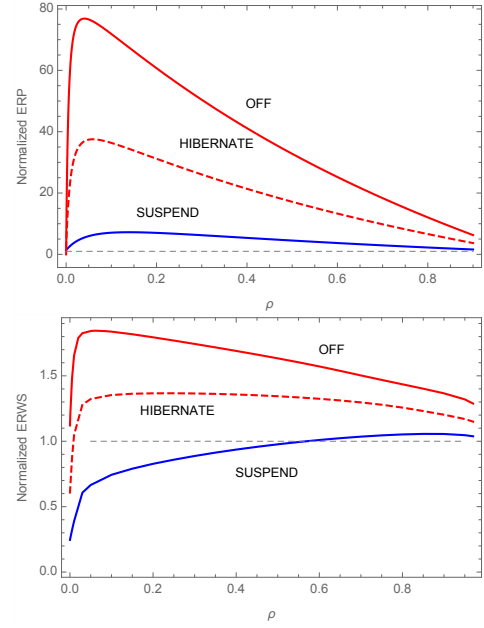 80
60
40
20
0
Normalized ERP
OFF
HIBERNATE
SUSPEND
0.0 0.2 0.4 0.6 0.8
ρ
1.5
1.0
0.5
0.0
Normalized ERWS
OFF
HIBERNATE
SUSPEND
0.0 0.2 0.4 0.6 0.8
ρ